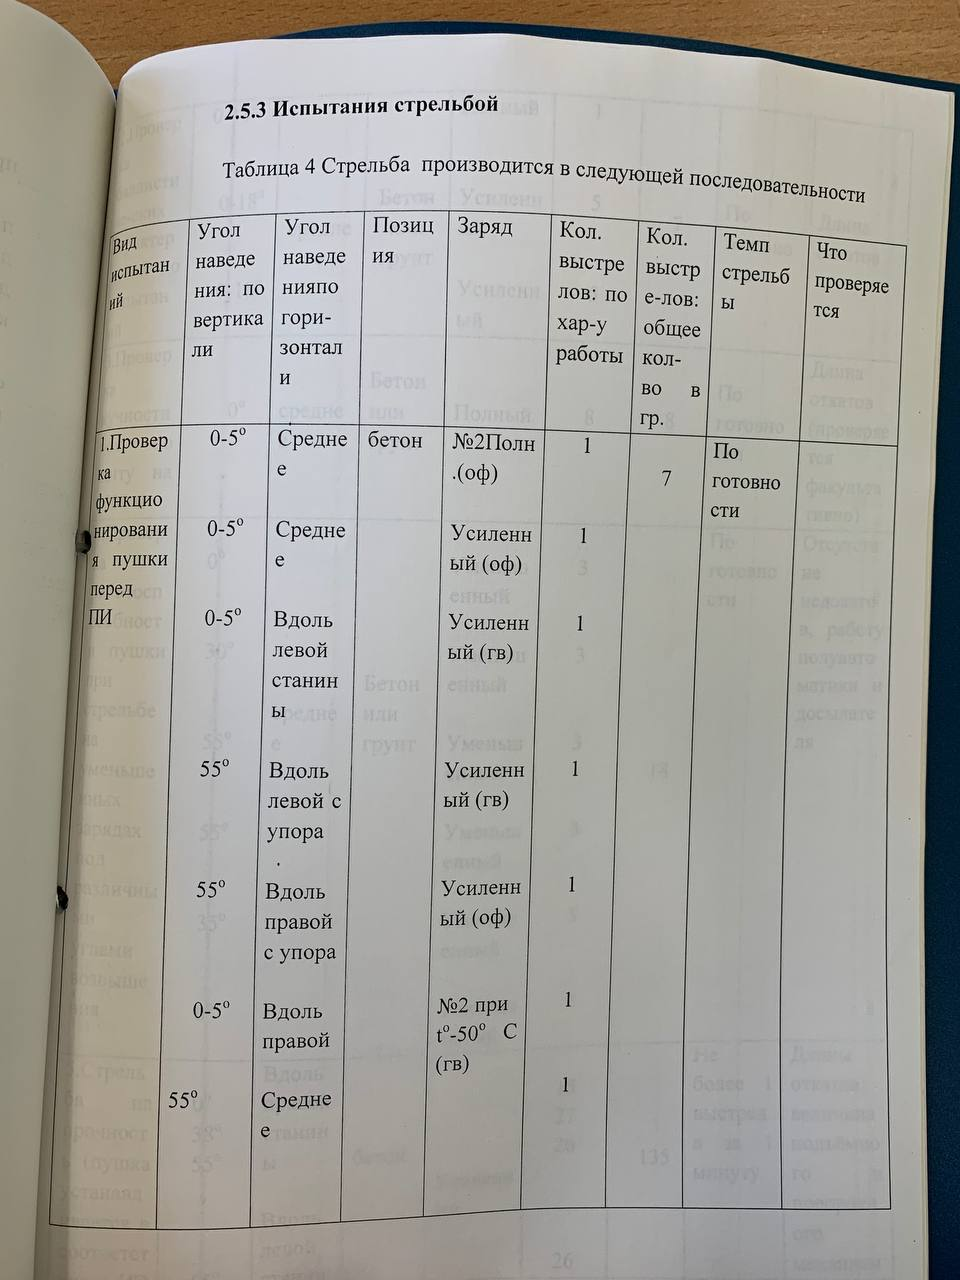 2.5.3 Испытания стрельбой
Таблица 4 Стрельба производится в следующей последовательности
Вид
испытан
ий
Угол
наведе
ния: по
вертика
ли
Угол
наведе
нияпо
гори-
зонтал
и
Позиц
ия
Заряд
Кол.
выстре
лов: по
хар-у
работы
Кол.
выстр
е-лов:
общее
кол-
во в
гр.
Темп
стрельб
ы
Что
проверяе
тся
1.Провер
ка
функцио
нировани
я пушки
перед
ПИ
0-5º
Средне
е
бетон
№2Полн
.(оф)
1
7
По
готовно
сти
0-5º
Средне
е
Усиленн
ый (оф)
1
0-5º
Вдоль
левой
станин
ы
Усиленн
ый (гв)
1
55º
Вдоль
левой с
упора
.
Усиленн
ый (гв)
1
55º
Вдоль
правой
с упора
Усиленн
ый (оф)
1
0-5º
Вдоль
правой
№2 при
tº-50º С
(гв)
1
55º
Средне
е
1